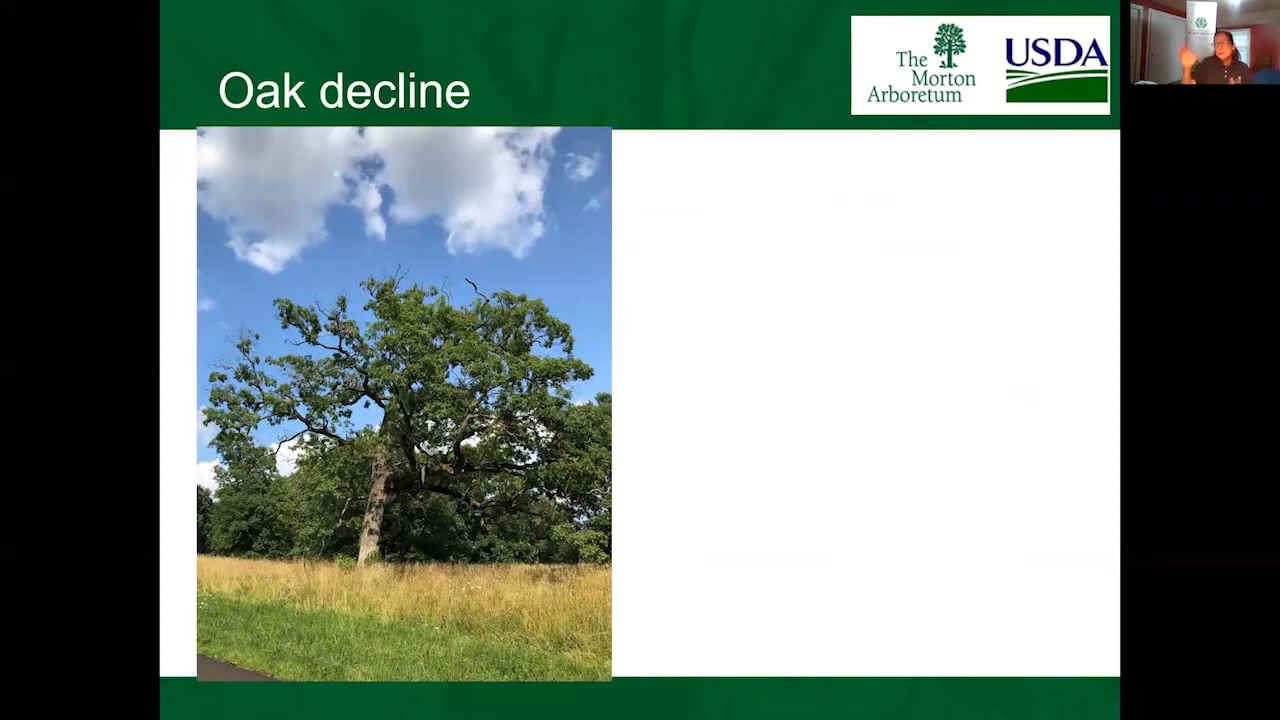 Oak decline
The
Morton
Arboretum
USDA